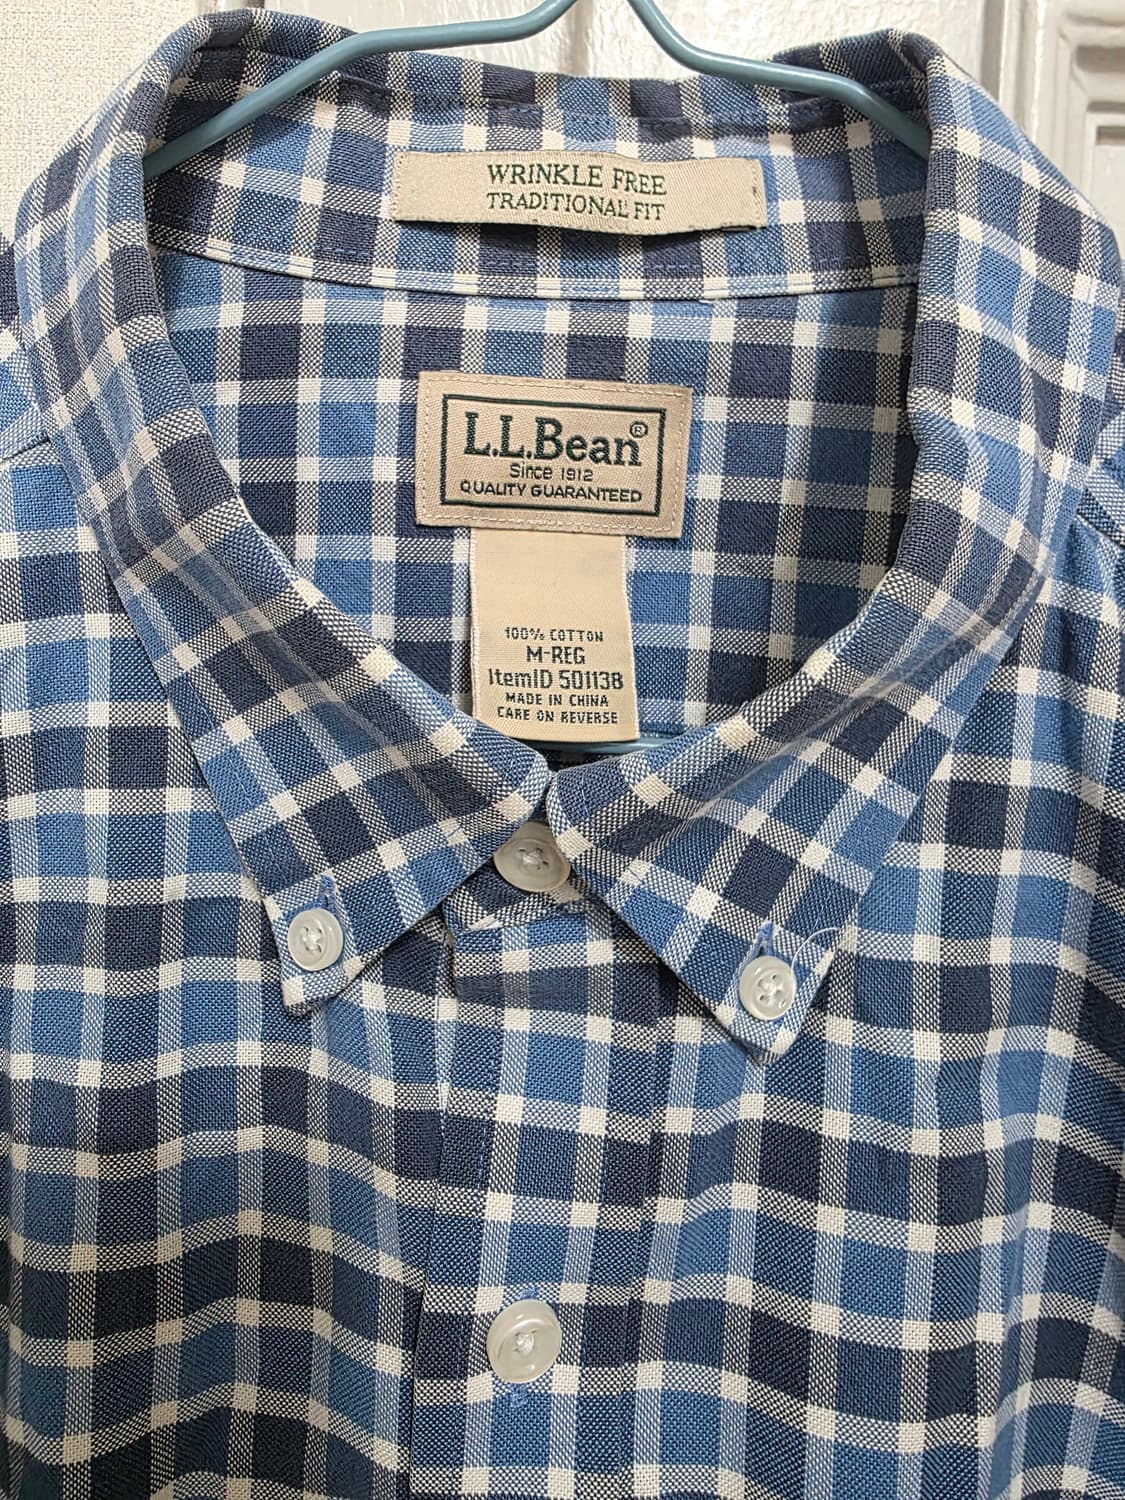 WRINKLE FREE
TRADITIONAL FIT
L.L.Bean®
Since 1912
QUALITY GUARANTEED
100% COTTON
M-REG
ItemID 501138
MADE IN CHINA
CARE ON REVERSE